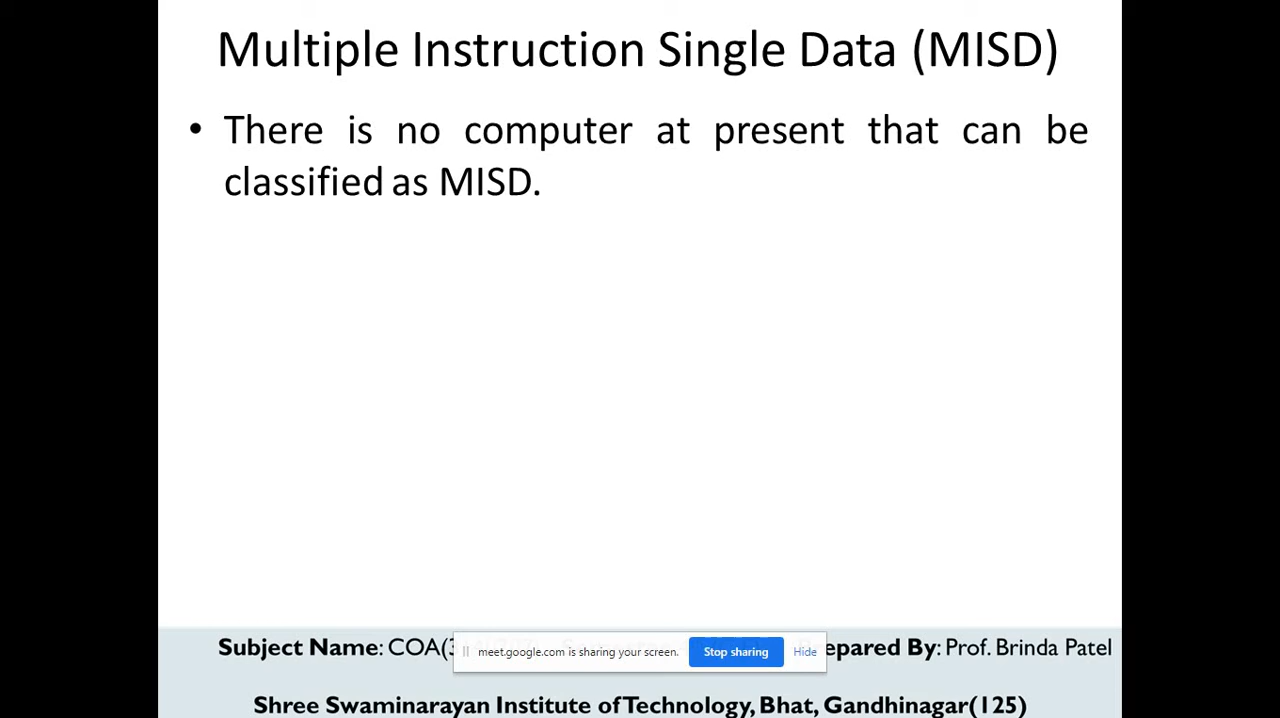 Multiple Instruction Single Data (MISD)
• There is no computer at present that can be
classified as MISD.
Subject Name: COA(3
meet.google.com is sharing your screen. Stop sharing Hide
epared By: Prof. Brinda Patel
Shree Swaminarayan Institute of Technology, Bhat, Gandhinagar(125)